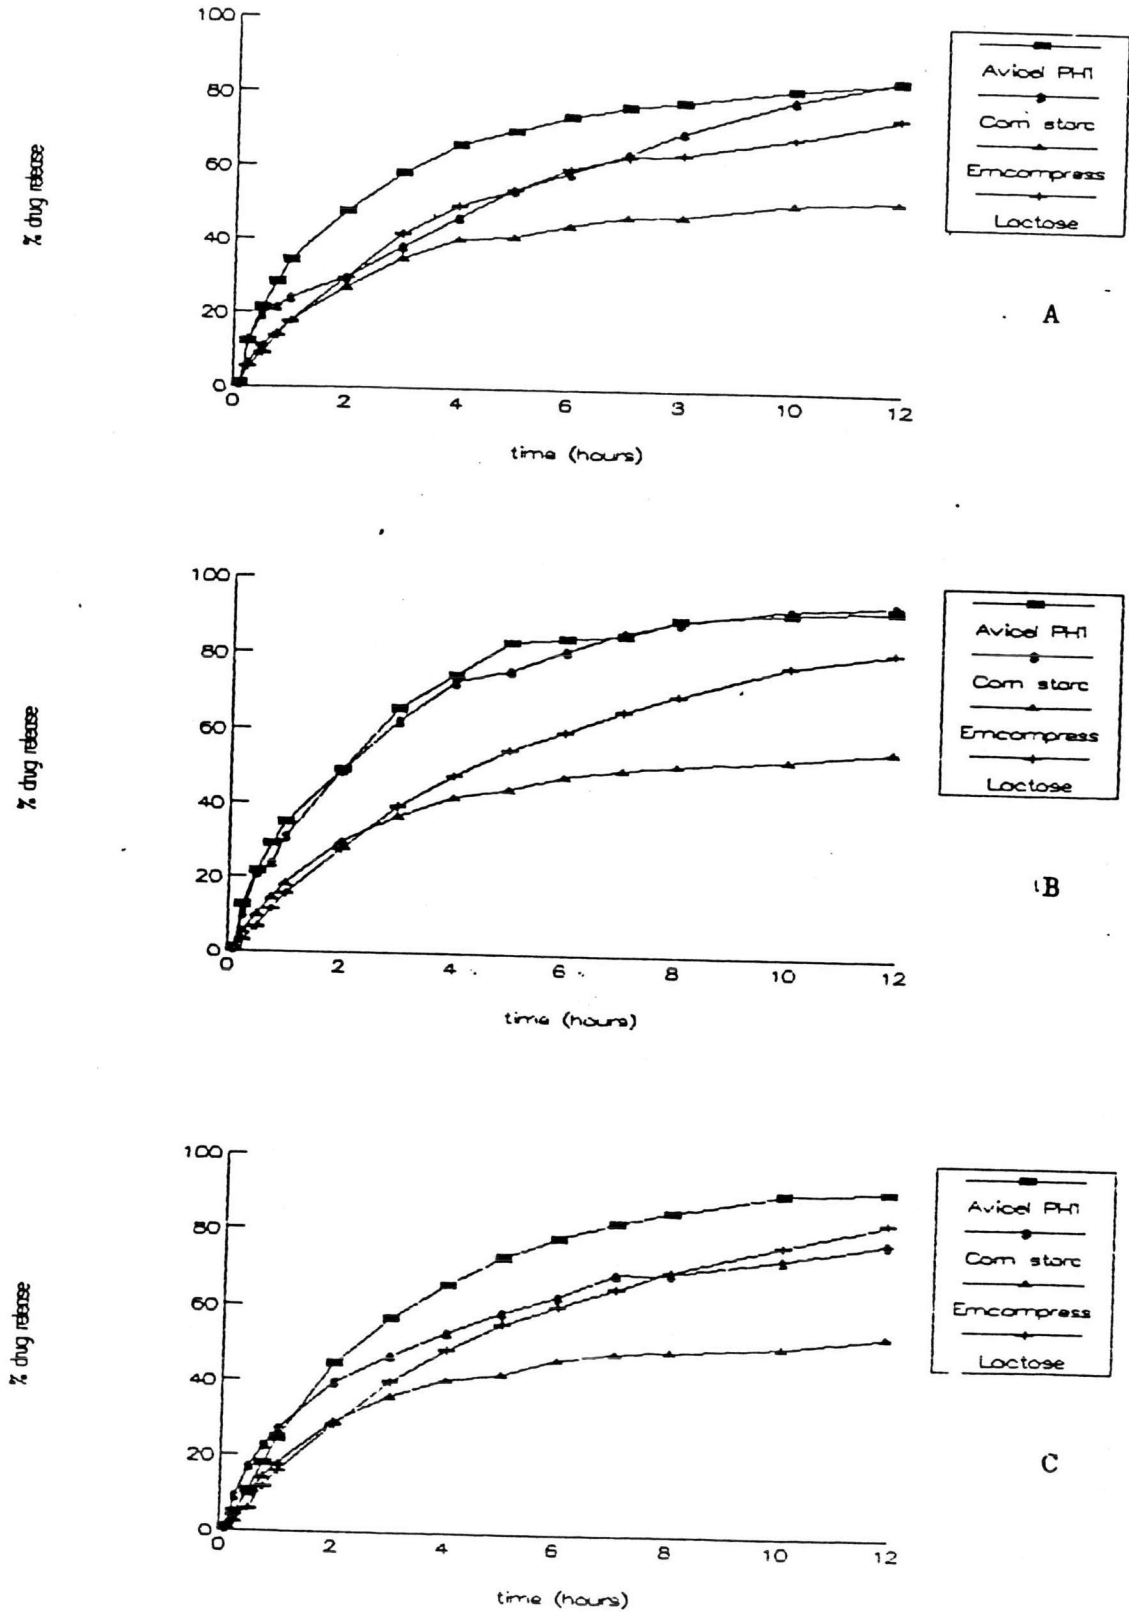 100
80
60
40
20
0
% drug release
0 2 4 6 3 10 12
time (hours)
Avicel PH1
Corn starc
Emcompress
Lactose
A
100
80
60
40
20
0
% drug release
0 2 4 6 8 10 12
time (hours)
Avicel PH1
Corn starc
Emcompress
Lactose
B
100
80
60
40
20
0
% drug release
0 2 4 6 8 10 12
time (hours)
Avicel PH1
Corn starc
Emcompress
Lactose
C